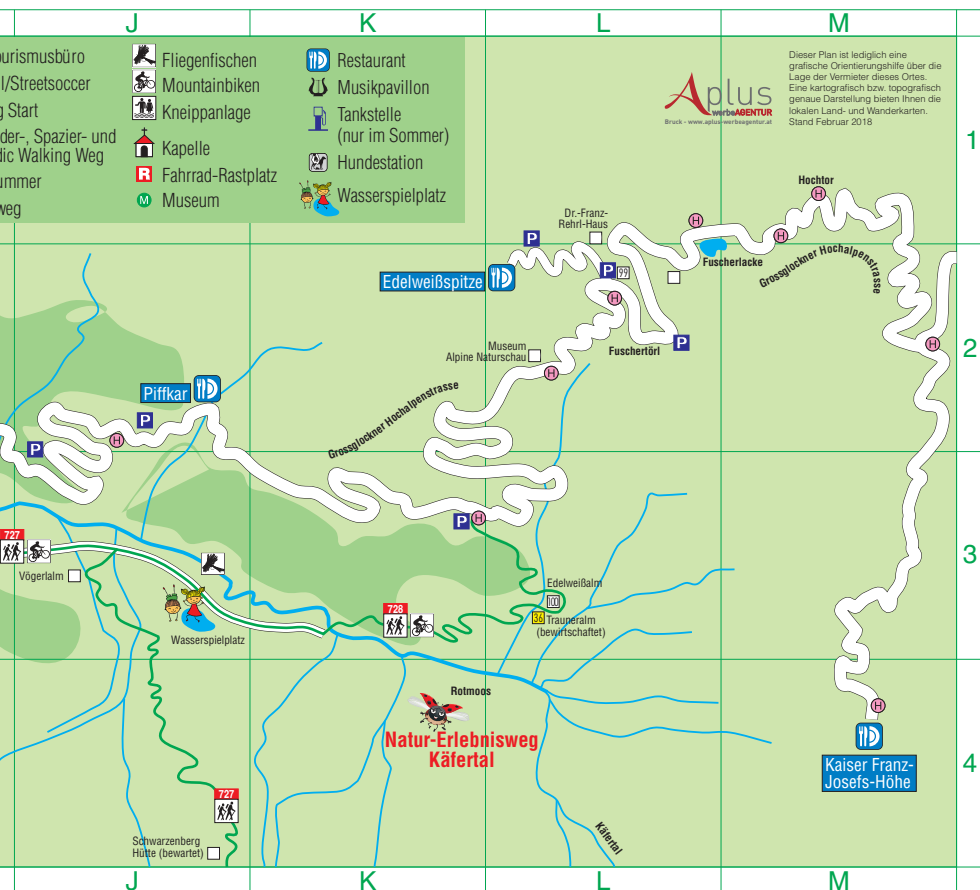 J K L M
ourismusbüro
l/Streetsoccer
g Start
der-, Spazier- und
dic Walking Weg
ummer
weg
Fliegenfischen
Mountainbiken
Kneippanlage
Kapelle
R Fahrrad-Rastplatz
M Museum
Restaurant
Musikpavillon
Tankstelle
(nur im Sommer)
Hundestation
Wasserspielplatz
Aplus
werbeAGENTUR
Bruck - www.aplus-werbeagentur.at
Dieser Plan ist lediglich eine
grafische Orientierungshilfe über die
Lage der Vermieter dieses Ortes.
Eine kartografisch bzw. topografisch
genaue Darstellung bieten Ihnen die
lokalen Land- und Wanderkarten.
Stand Februar 2018
1
Hochtor
H
H
H
Dr.-Franz-
Rehrl-Haus
P
Fuscherlacke
Grossglockner Hochalpenstrasse
Edelweißspitze
P 99
H
2
Fuschertörl
P
H
Museum
Alpine Naturschau
H
Grossglockner Hochalpenstrasse
Piffkar
P
H
P
P H
3
727
Vögerlalm
Wasserspielplatz
728
Edelweißalm
100
36 Trauneralm
(bewirtschaftet)
Rotmoos
Natur-Erlebnisweg
Käfertal
H
Kaiser Franz-
Josefs-Höhe
4
727
Schwarzenberg
Hütte (bewartet)
Käfertal
J K L M